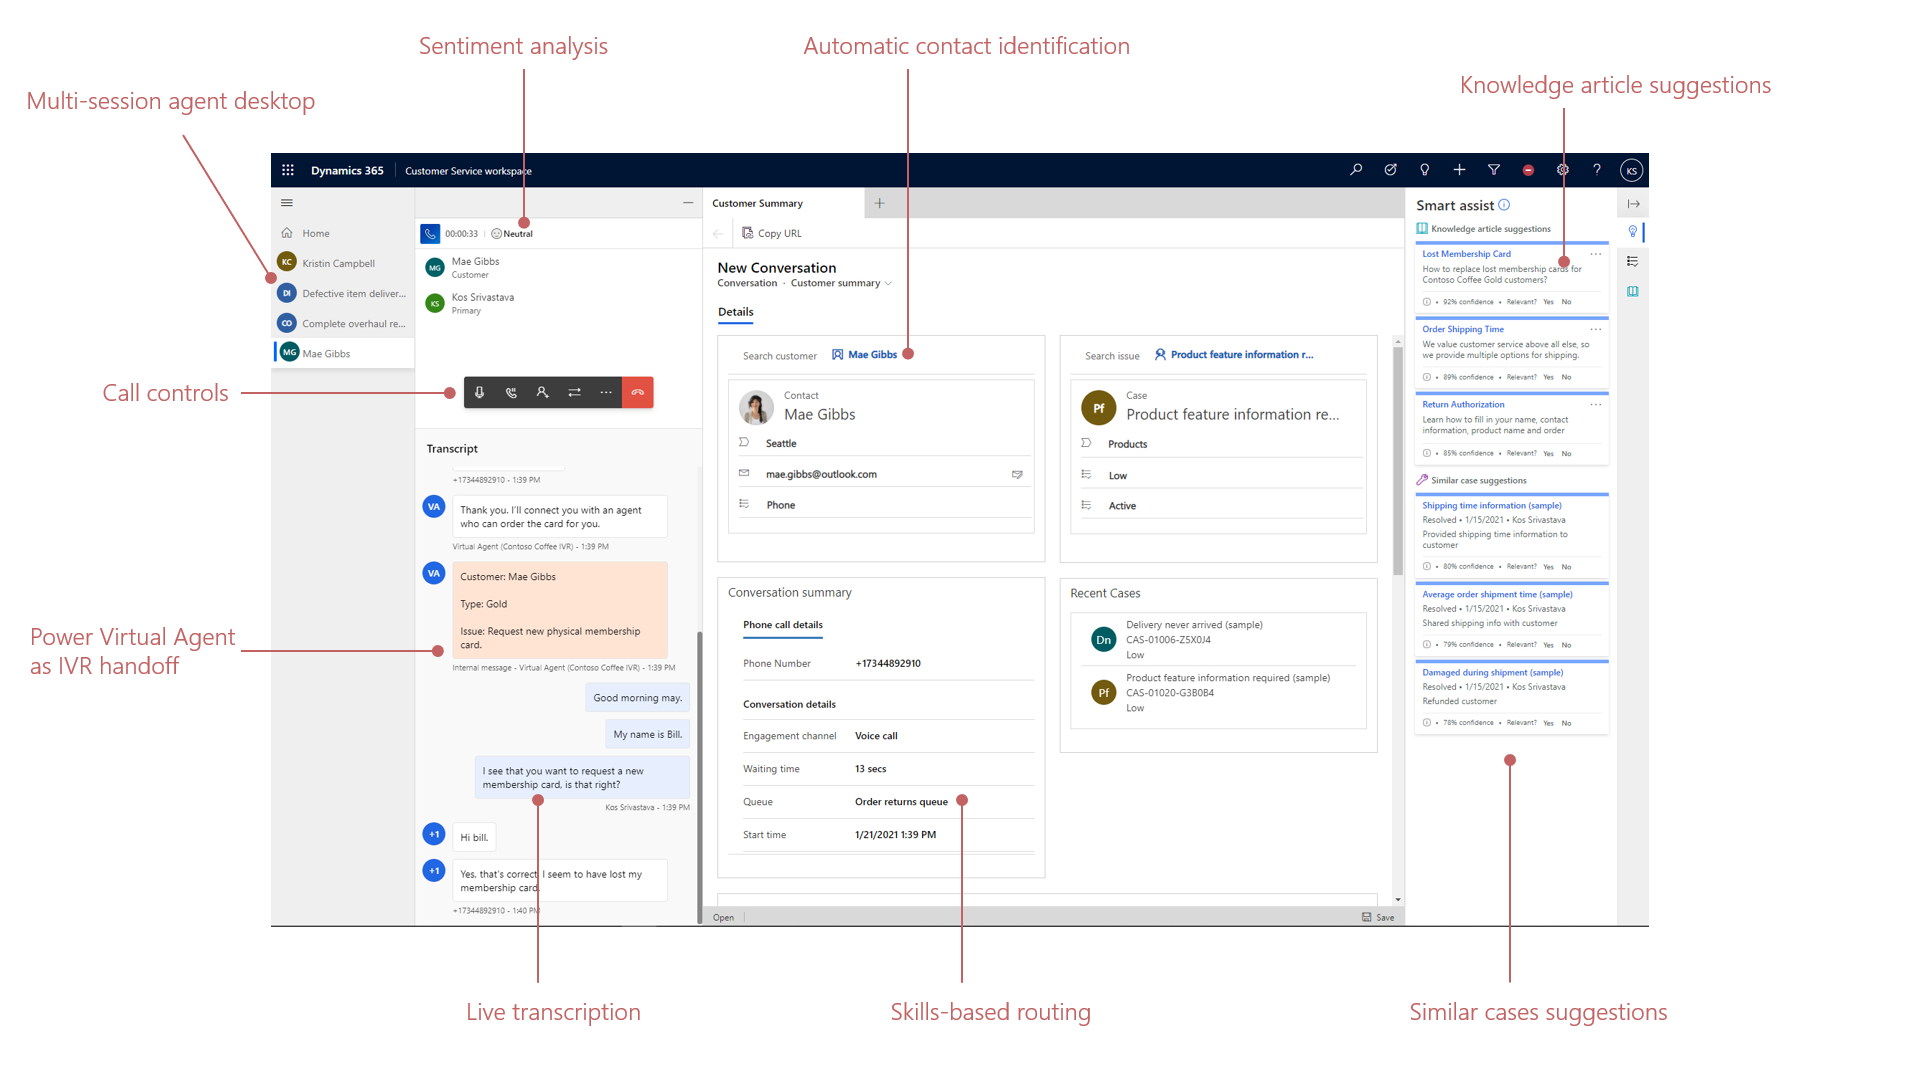 Sentiment analysis
Automatic contact identification
Knowledge article suggestions
Multi-session agent desktop
Dynamics 365
Customer Service workspace
KS
Home
KC
Kristin Campbell
DI
Defective item deliver...
CO
Complete overhaul re...
MG
Mae Gibbs
00:00:33
Neutral
MG
Mae Gibbs
Customer
KS
Kos Srivastava
Primary
Call controls
Transcript
+17344892910 - 1:39 PM
VA
Thank you. I'll connect you with an agent
who can order the card for you.
Virtual Agent (Contoso Coffee IVR) - 1:39 PM
VA
Customer: Mae Gibbs
Type: Gold
Issue: Request new physical membership
card.
Internal message - Virtual Agent (Contoso Coffee IVR) - 1:39 PM
Power Virtual Agent
as IVR handoff
Good morning may.
My name is Bill.
I see that you want to request a new
membership card, is that right?
Kos Srivastava - 1:39 PM
+1
Hi bill.
+1
Yes, that's correct, I seem to have lost my
membership card.
+17344892910 - 1:40 PM
Customer Summary
Copy URL
New Conversation
Conversation · Customer summary
Details
Search customer
Mae Gibbs
Contact
Mae Gibbs
Seattle
mae.gibbs@outlook.com
Phone
Search issue
Product feature information r...
Pf
Case
Product feature information re...
Products
Low
Active
Conversation summary
Phone call details
Phone Number
+17344892910
Conversation details
Engagement channel
Voice call
Waiting time
13 secs
Queue
Order returns queue
Start time
1/21/2021 1:39 PM
Recent Cases
Dn
Delivery never arrived (sample)
CAS-01006-Z5X0J4
Low
Pf
Product feature information required (sample)
CAS-01020-G3B0B4
Low
Open
Save
Smart assist
Knowledge article suggestions
Lost Membership Card
How to replace lost membership cards for
Contoso Coffee Gold customers?
• 92% confidence • Relevant? Yes No
Order Shipping Time
We value customer service above all else, so
we provide multiple options for shipping.
• 89% confidence • Relevant? Yes No
Return Authorization
Learn how to fill in your name, contact
information, product name and order
• 85% confidence • Relevant? Yes No
Similar case suggestions
Shipping time information (sample)
Resolved • 1/15/2021 • Kos Srivastava
Provided shipping time information to
customer
• 80% confidence • Relevant? Yes No
Average order shipment time (sample)
Resolved • 1/15/2021 • Kos Srivastava
Shared shipping info with customer
• 79% confidence • Relevant? Yes No
Damaged during shipment (sample)
Resolved • 1/15/2021 • Kos Srivastava
Refunded customer
• 78% confidence • Relevant? Yes No
Live transcription
Skills-based routing
Similar cases suggestions